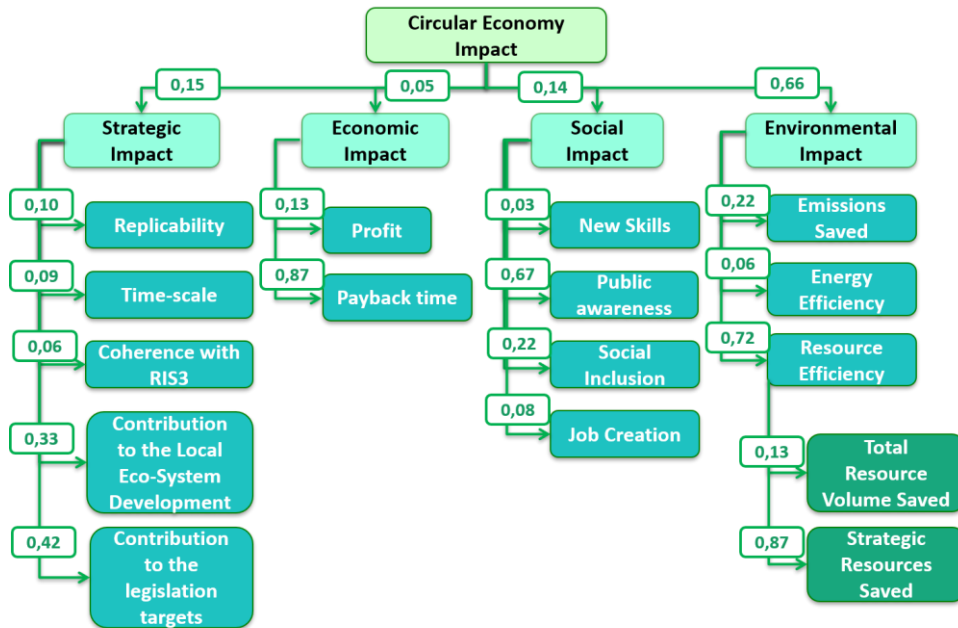 Circular Economy
Impact
0,15
0,05
0,14
0,66
Strategic
Impact
Economic
Impact
Social
Impact
Environmental
Impact
0,10
Replicability
0,09
Time-scale
0,06
Coherence with
RIS3
0,33
Contribution
to the Local
Eco-System
Development
0,42
Contribution
to the
legislation
targets
0,13
Profit
0,87
Payback time
0,03
New Skills
0,67
Public
awareness
0,22
Social
Inclusion
0,08
Job Creation
0,22
Emissions
Saved
0,06
Energy
Efficiency
0,72
Resource
Efficiency
0,13
Total
Resource
Volume Saved
0,87
Strategic
Resources
Saved